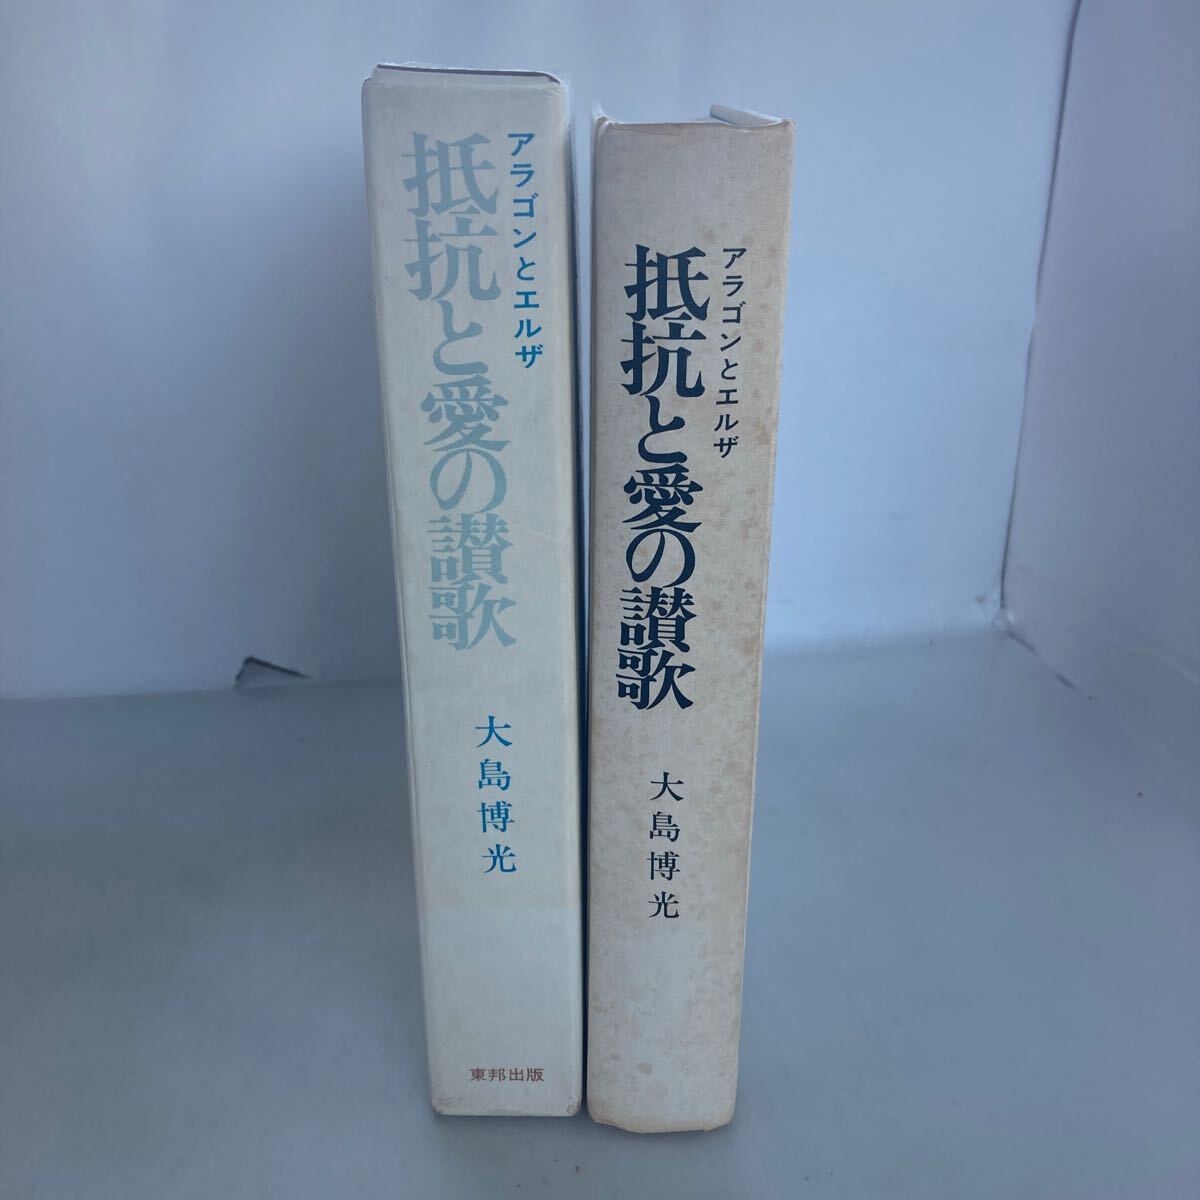 アラゴンとエルザ
抵抗と愛の讃歌
大島博光
東邦出版
アラゴンとエルザ
抵抗と愛の讃歌
大島博光